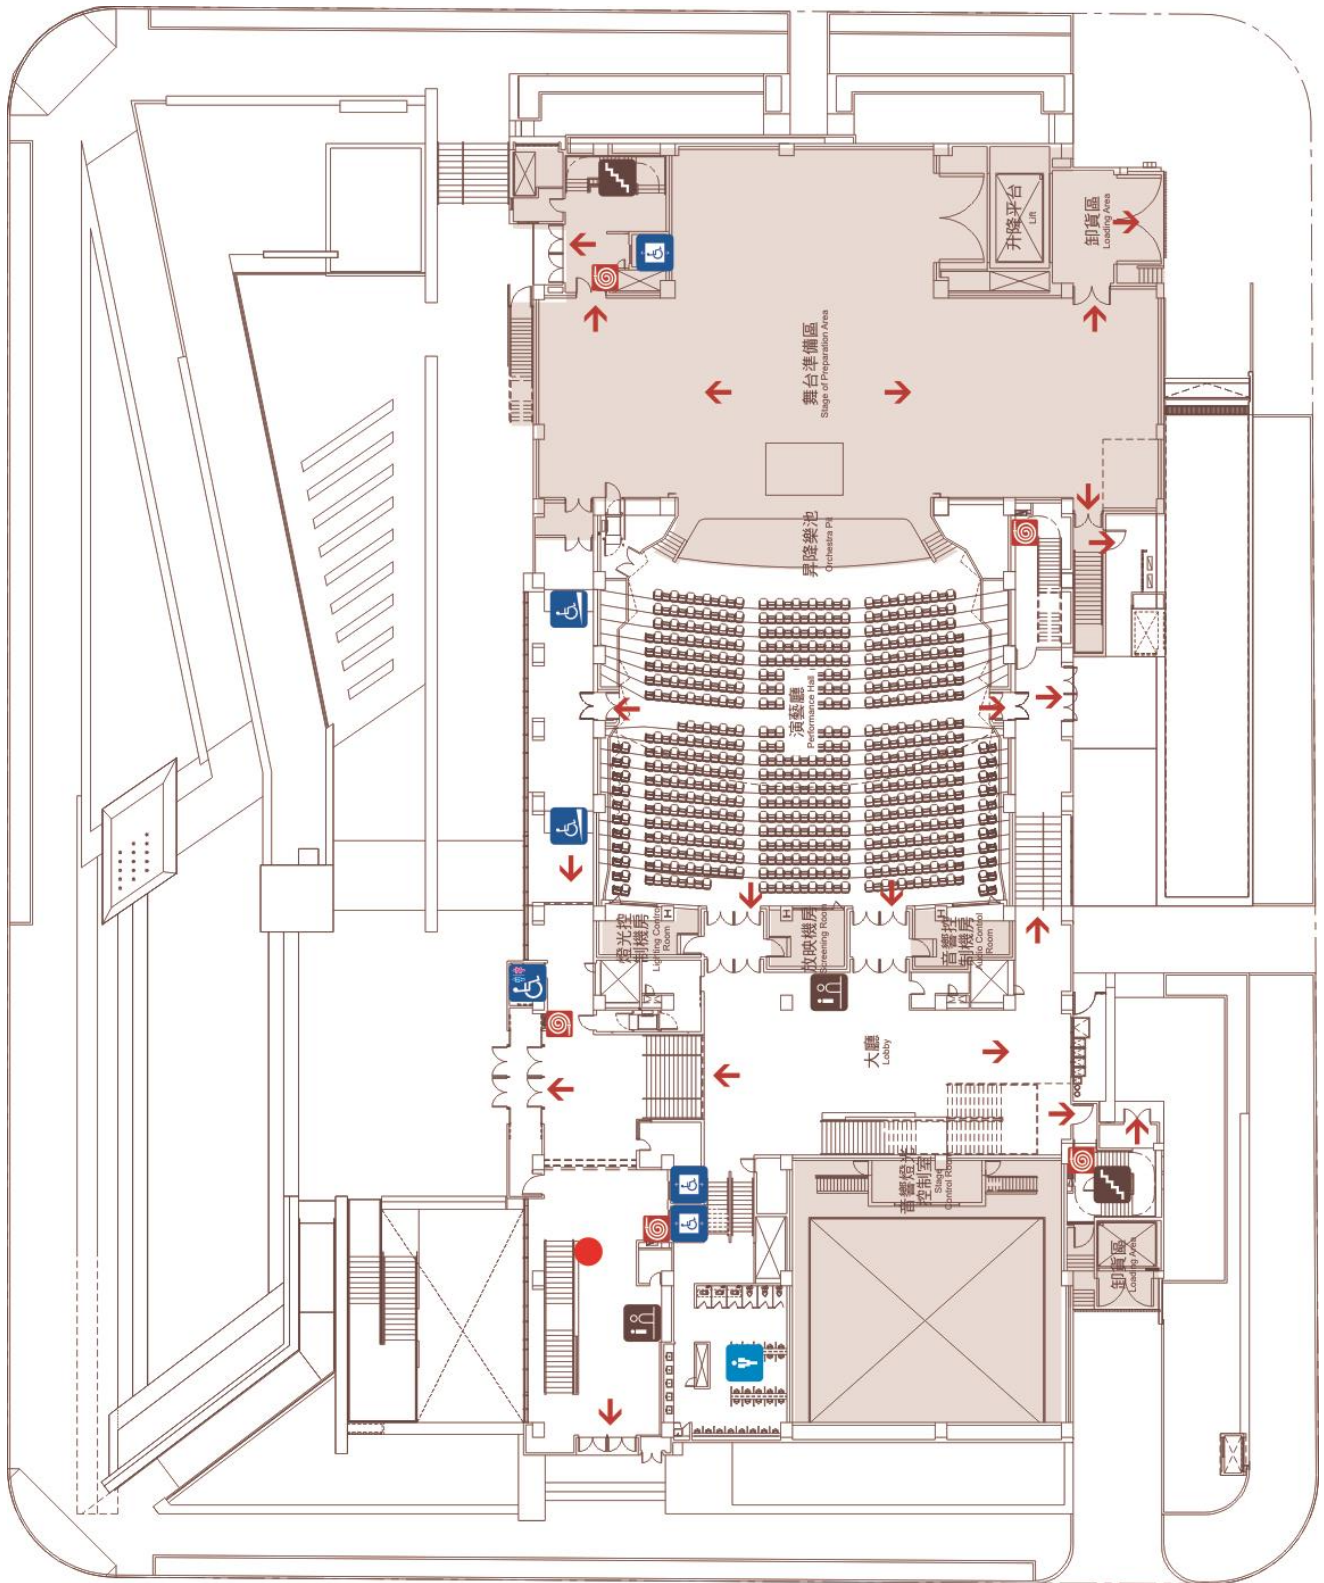 升降平台
Lift
卸貨區
Loading Area
舞台準備區
Stage of Preparation Area
昇降樂池
Orchestra Pit
演藝廳
Performance Hall
燈光控
制機房
Lighting Control
Room
放映機房
Screening Room
音響控
制機房
Audio Control
Room
大廳
Lobby
音響燈光
控制室
Stage
Control Room
卸貨區
Loading Area